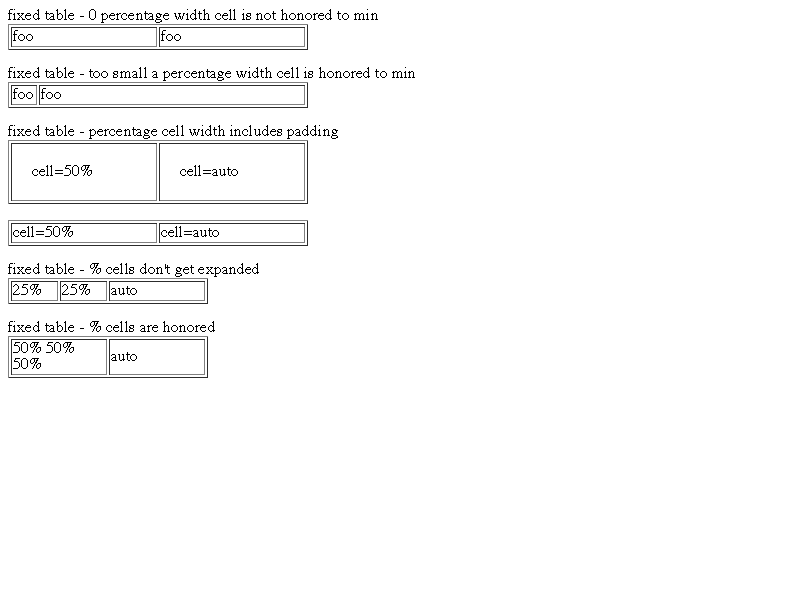 fixed table - 0 percentage width cell is not honored to min
foo foo
fixed table - too small a percentage width cell is honored to min
foo foo
fixed table - percentage cell width includes padding
cell=50% cell=auto
cell=50% cell=auto
fixed table - % cells don't get expanded
25% 25% auto
fixed table - % cells are honored
50% 50%
50%
auto